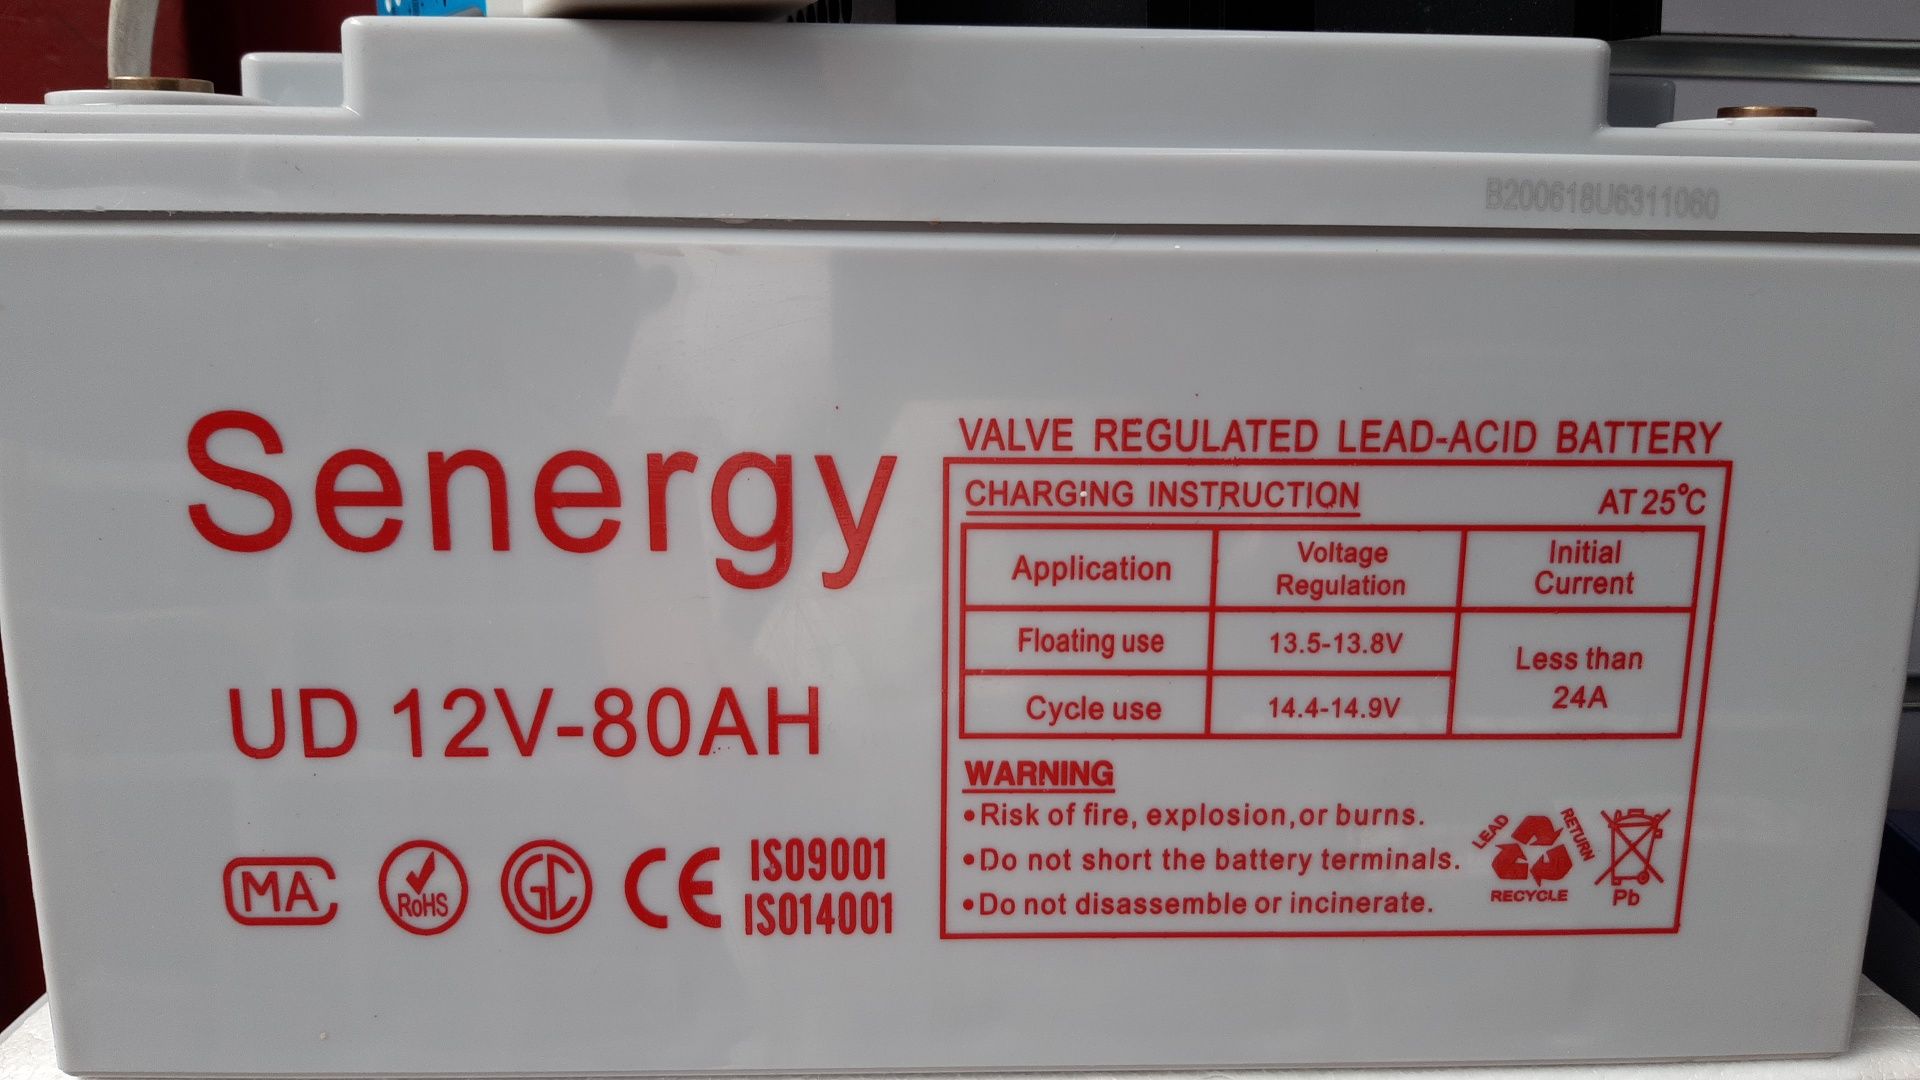 B200618U6311060
Senergy
UD 12V-80AH
MA
RoHS
GC
CE
ISO9001
ISO14001
VALVE REGULATED LEAD-ACID BATTERY
CHARGING INSTRUCTION AT 25°C
Application Voltage Regulation Initial Current
Floating use 13.5-13.8V Less than 24A
Cycle use 14.4-14.9V
WARNING
•Risk of fire, explosion,or burns.
•Do not short the battery terminals.
•Do not disassemble or incinerate.
LEAD RETURN
RECYCLE
Pb